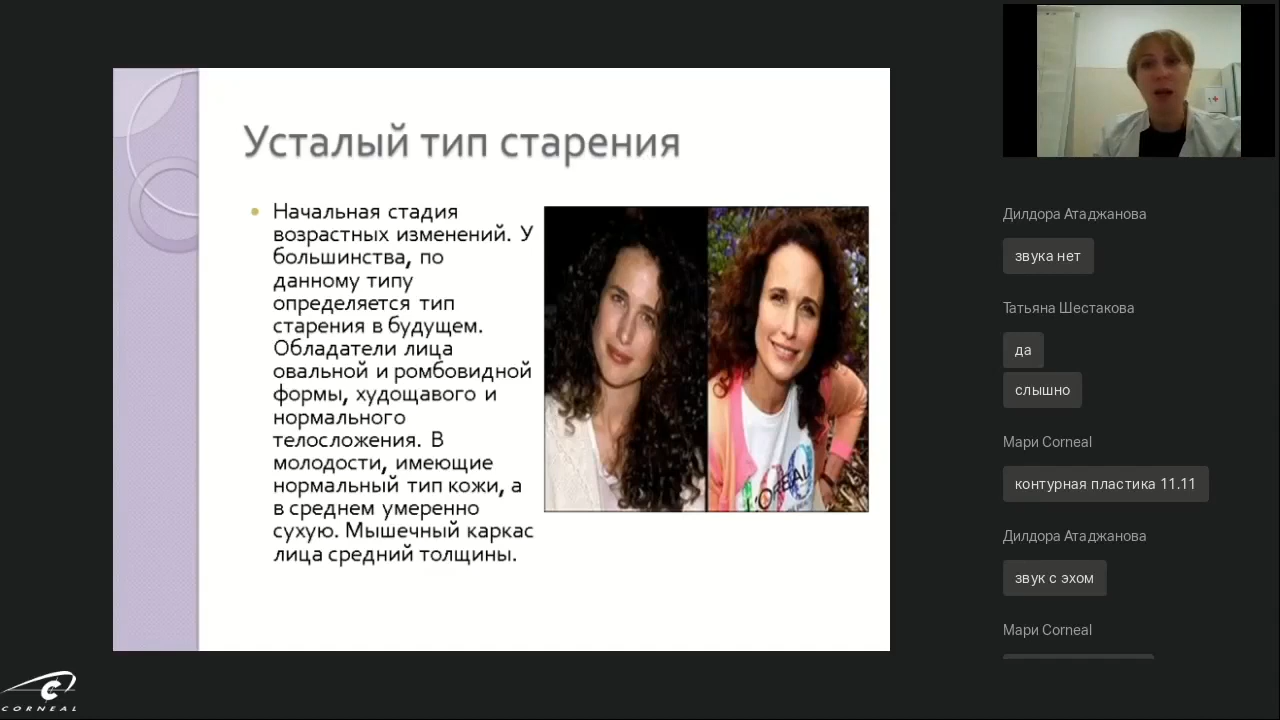 Усталый тип старения
Начальная стадия
возрастных изменений. У
большинства, по
данному типу
определяется тип
старения в будущем.
Обладатели лица
овальной и ромбовидной
формы, худощавого и
нормального
телосложения. В
молодости, имеющие
нормальный тип кожи, а
в среднем умеренно
сухую. Мышечный каркас
лица средний толщины.
L'ORÉAL
Дилдора Атаджанова
звука нет
Татьяна Шестакова
да
слышно
Мари Corneal
контурная пластика 11.11
Дилдора Атаджанова
звук с эхом
Мари Corneal
CORNEAL